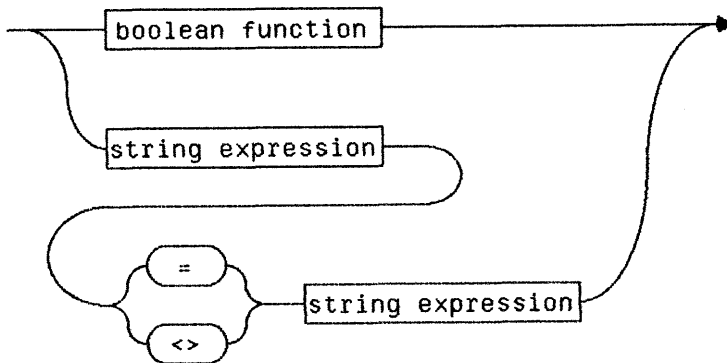 boolean function
string expression
=
string expression
<>